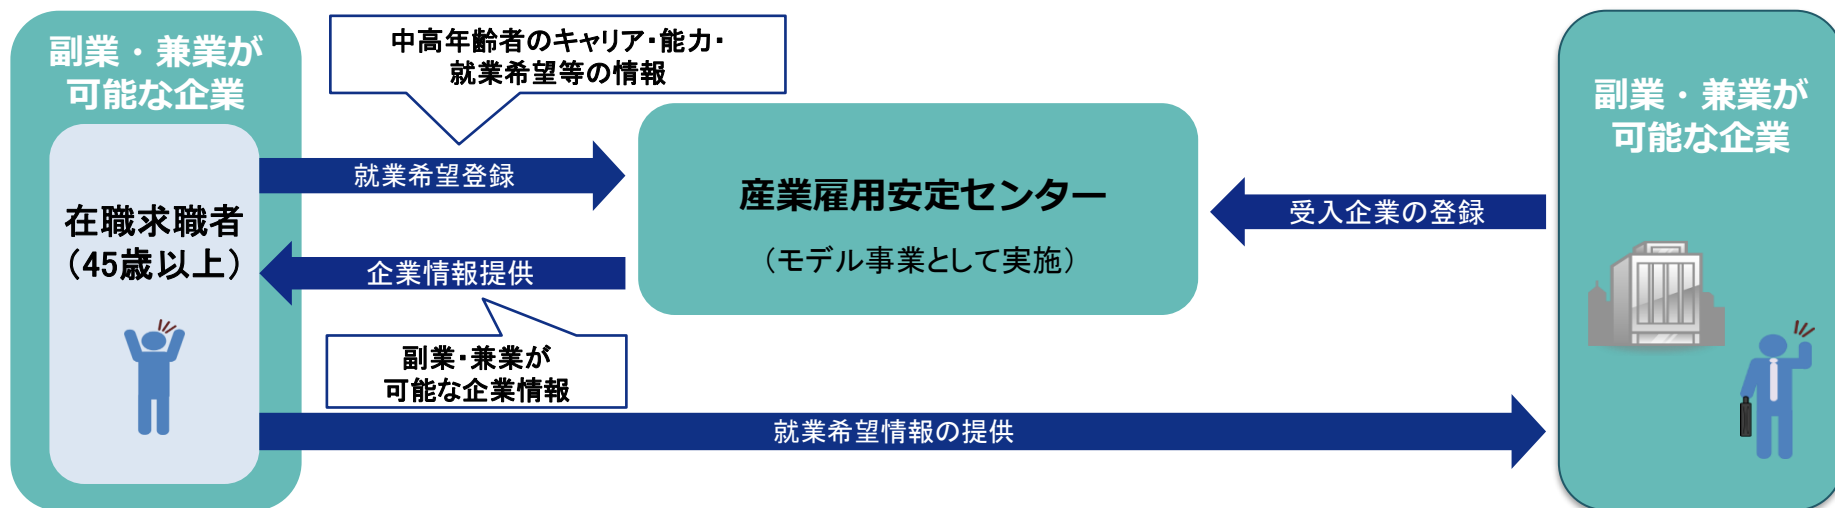 副業・兼業が
可能な企業
在職求職者
（45歳以上）
中高年齢者のキャリア・能力・
就業希望等の情報
就業希望登録
企業情報提供
副業・兼業が
可能な企業情報
産業雇用安定センター
（モデル事業として実施）
受入企業の登録
就業希望情報の提供
副業・兼業が
可能な企業